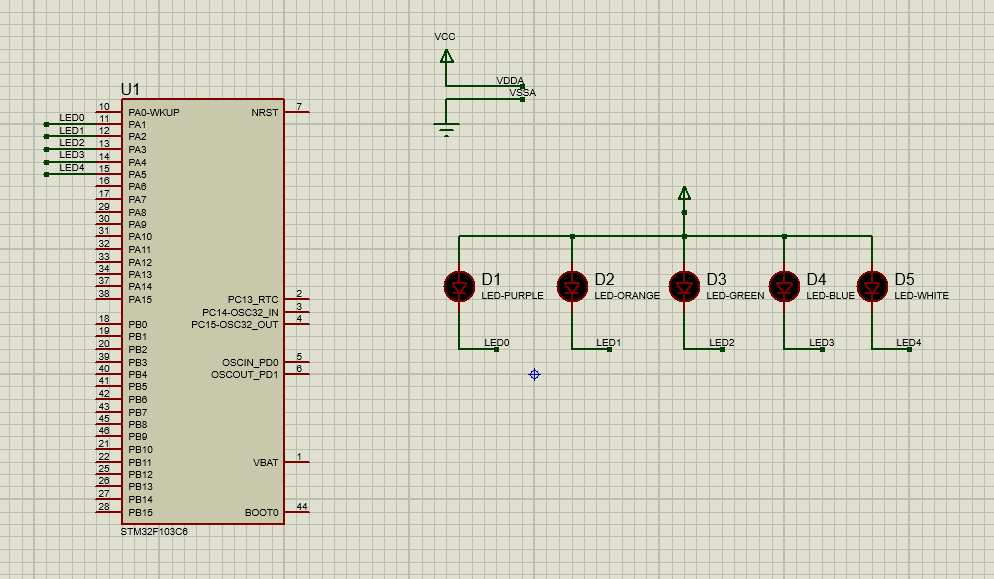 VCC
VDDA
VSSA
U1
10 PA0-WKUP NRST 7
LED0 11 PA1
LED1 12 PA2
LED2 13 PA3
LED3 14 PA4
LED4 15 PA5
16 PA6
17 PA7
29 PA8
30 PA9
31 PA10
32 PA11
33 PA12
34 PA13
37 PA14
38 PA15 PC13_RTC 2
PC14-OSC32_IN 3
18 PB0 PC15-OSC32_OUT 4
19 PB1
20 PB2
39 PB3 OSCIN_PD0 5
40 PB4 OSCOUT_PD1 6
41 PB5
42 PB6
43 PB7
45 PB8
46 PB9
21 PB10
22 PB11 VBAT 1
25 PB12
26 PB13
27 PB14
28 PB15 BOOT0 44
STM32F103C6
D1 D2 D3 D4 D5
LED-PURPLE LED-ORANGE LED-GREEN LED-BLUE LED-WHITE
LED0 LED1 LED2 LED3 LED4